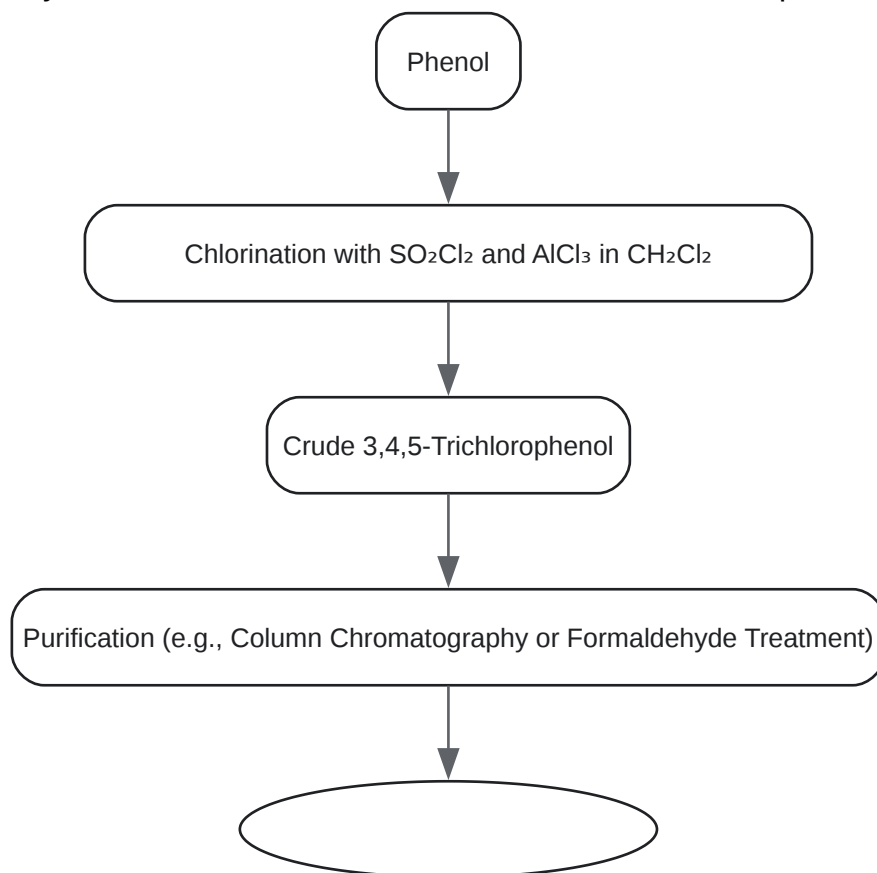 Phenol
Chlorination with SO₂Cl₂ and AlCl₃ in CH₂Cl₂
Crude 3,4,5-Trichlorophenol
Purification (e.g., Column Chromatography or Formaldehyde Treatment)